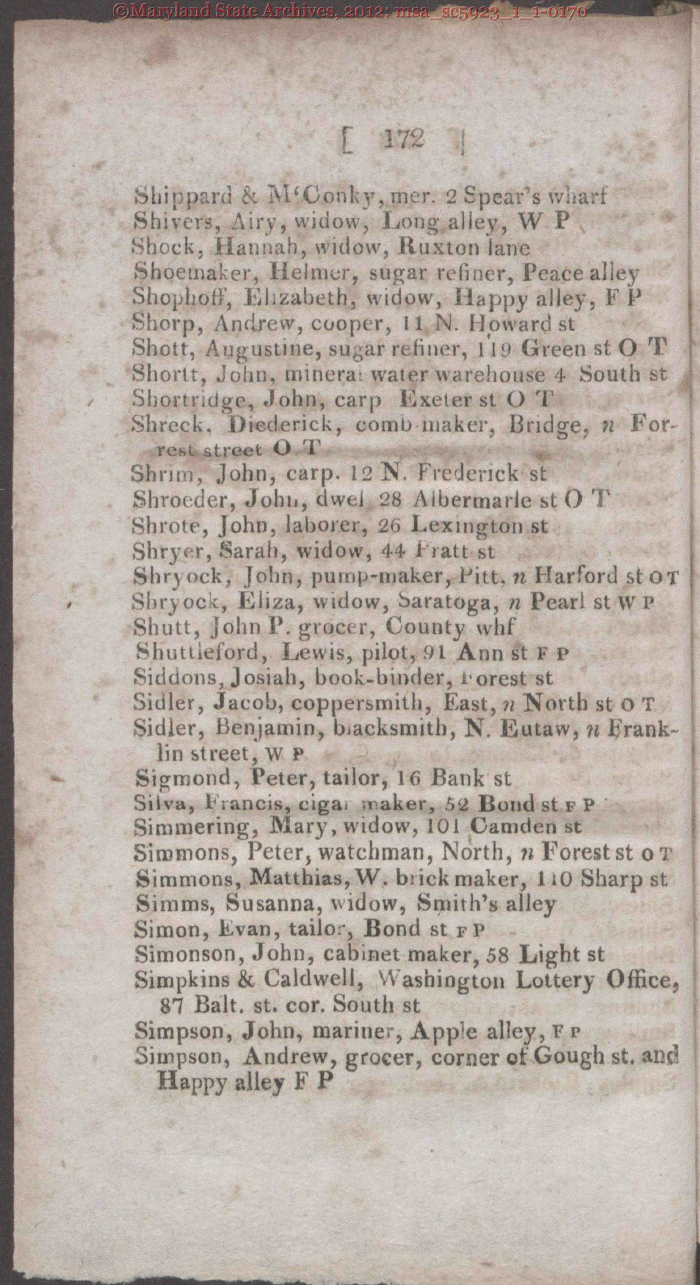 ©Maryland State Archives, 2012; msa_sc5923_1_1-0170
[ 172 ]
Shippard & M‘Conky, mer. 2 Spear's wharf
Shivers, Airy, widow, Long alley, W P
Shock, Hannah, widow, Ruxton lane
Shoemaker, Helmer, sugar refiner, Peace alley
Shophoff, Elizabeth, widow, Happy alley, F P
Shorp, Andrew, cooper, 11 N. Howard st
Shott, Augustine, sugar refiner, 119 Green st O T
Shortt, John, mineral water warehouse 4 South st
Shortridge, John, carp Exeter st O T
Shreck, Diederick, comb-maker, Bridge, n For-
rest street O T
Shrim, John, carp. 12 N. Frederick st
Shroeder, John, dwel 28 Albermarle st O T
Shrote, John, laborer, 26 Lexington st
Shryer, Sarah, widow, 44 Pratt st
Shryock, John, pump-maker, Pitt, n Harford st O T
Shryock, Eliza, widow, Saratoga, n Pearl st W P
Shutt, John P. grocer, County whf
Shuttleford, Lewis, pilot, 91 Ann st F P
Siddons, Josiah, book-binder, Forest st
Sidler, Jacob, coppersmith, East, n North st O T
Sidler, Benjamin, blacksmith, N. Eutaw, n Frank-
lin street, W P
Sigmond, Peter, tailor, 16 Bank st
Silva, Francis, cigar maker, 52 Bond st F P
Simmering, Mary, widow, 101 Camden st
Simmons, Peter, watchman, North, n Forest st O T
Simmons, Matthias, W. brick maker, 110 Sharp st
Simms, Susanna, widow, Smith's alley
Simon, Evan, tailor, Bond st F P
Simonson, John, cabinet maker, 58 Light st
Simpkins & Caldwell, Washington Lottery Office,
87 Balt. st. cor. South st
Simpson, John, mariner, Apple alley, F P
Simpson, Andrew, grocer, corner of Gough st. and
Happy alley F P